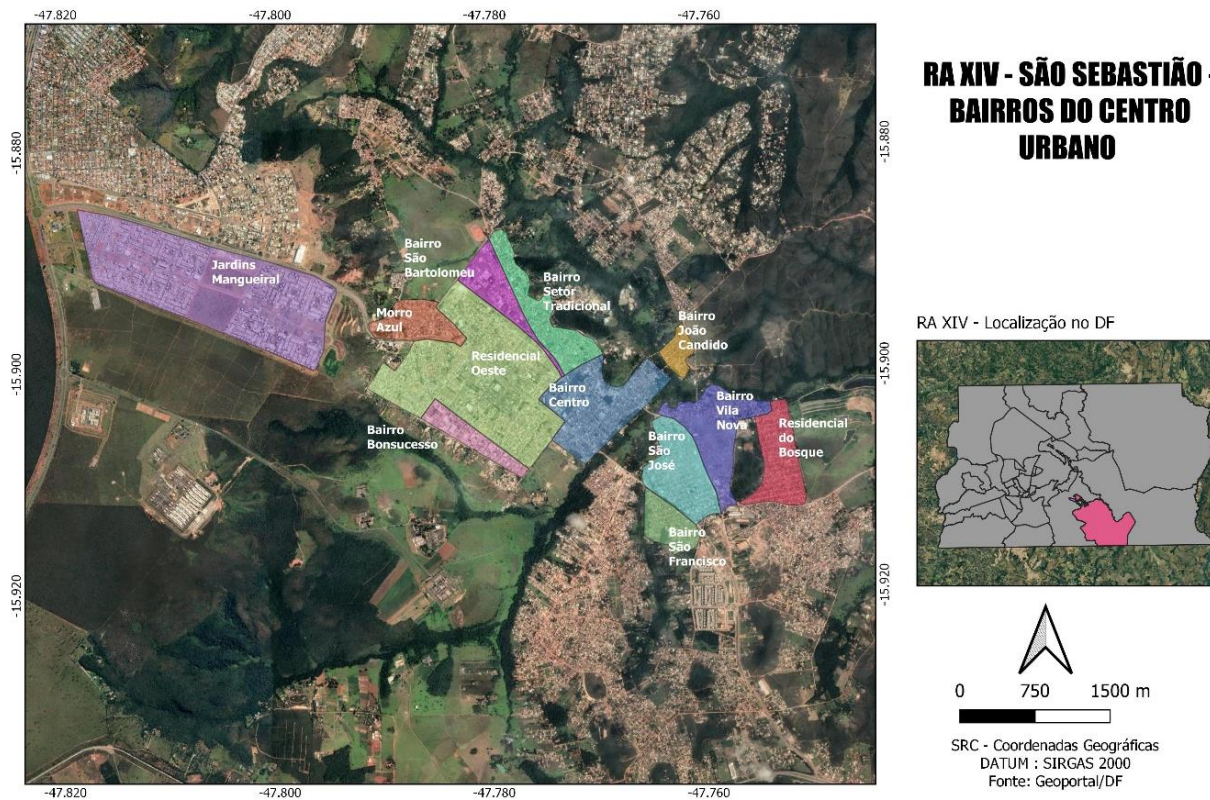 -47.820
-47.800
-47.780
-47.760
RA XIV - SÃO SEBASTIÃO -
BAIRROS DO CENTRO
URBANO
-15.880
-15.880
Jardins
Mangueiral
Bairro
São
Bartolomeu
Bairro
Setór
Tradicional
Morro
Azul
Bairro
João
Candido
Residencial
Oeste
Bairro
Centro
Bairro
Vila
Nova
Residencial
do
Bosque
Bairro
Bonsucesso
Bairro
São
José
Bairro
São
Francisco
-15.900
-15.900
-15.920
-15.920
-47.820
-47.800
-47.780
-47.760
RA XIV - Localização no DF
0 750 1500 m
SRC - Coordenadas Geográficas
DATUM : SIRGAS 2000
Fonte: Geoportal/DF